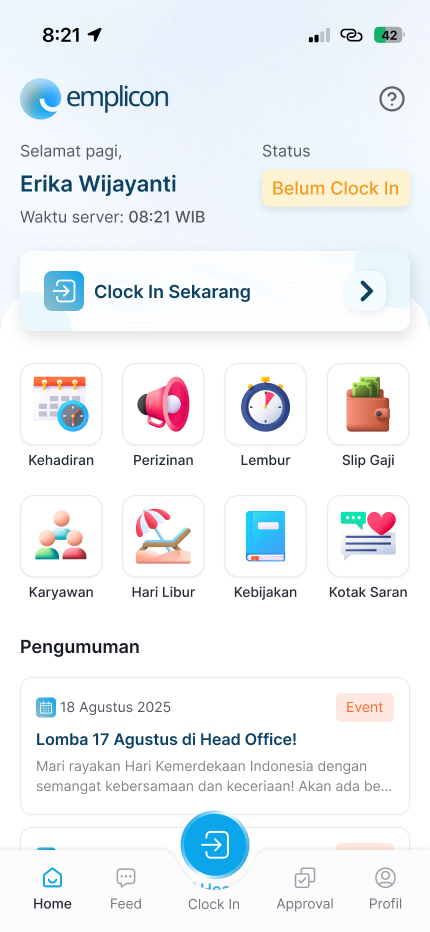 8:21
42
emplicon
Selamat pagi,
Status
Erika Wijayanti
Belum Clock In
Waktu server: 08:21 WIB
Clock In Sekarang
Kehadiran
Perizinan
Lembur
Slip Gaji
Karyawan
Hari Libur
Kebijakan
Kotak Saran
Pengumuman
18 Agustus 2025
Event
Lomba 17 Agustus di Head Office!
Mari rayakan Hari Kemerdekaan Indonesia dengan
semangat kebersamaan dan keceriaan! Akan ada be...
Home
Feed
Clock In
Approval
Profil